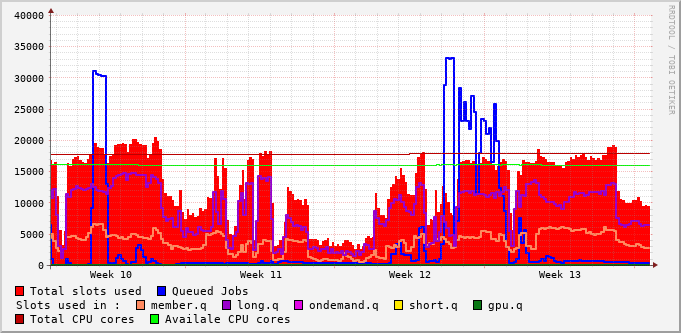 40000
35000
30000
25000
20000
15000
10000
5000
0
Week 10 Week 11 Week 12 Week 13
RRDTOOL / TOBI OETIKER
Total slots used Queued Jobs
Slots used in : member.q long.q ondemand.q short.q gpu.q
Total CPU cores Availale CPU cores